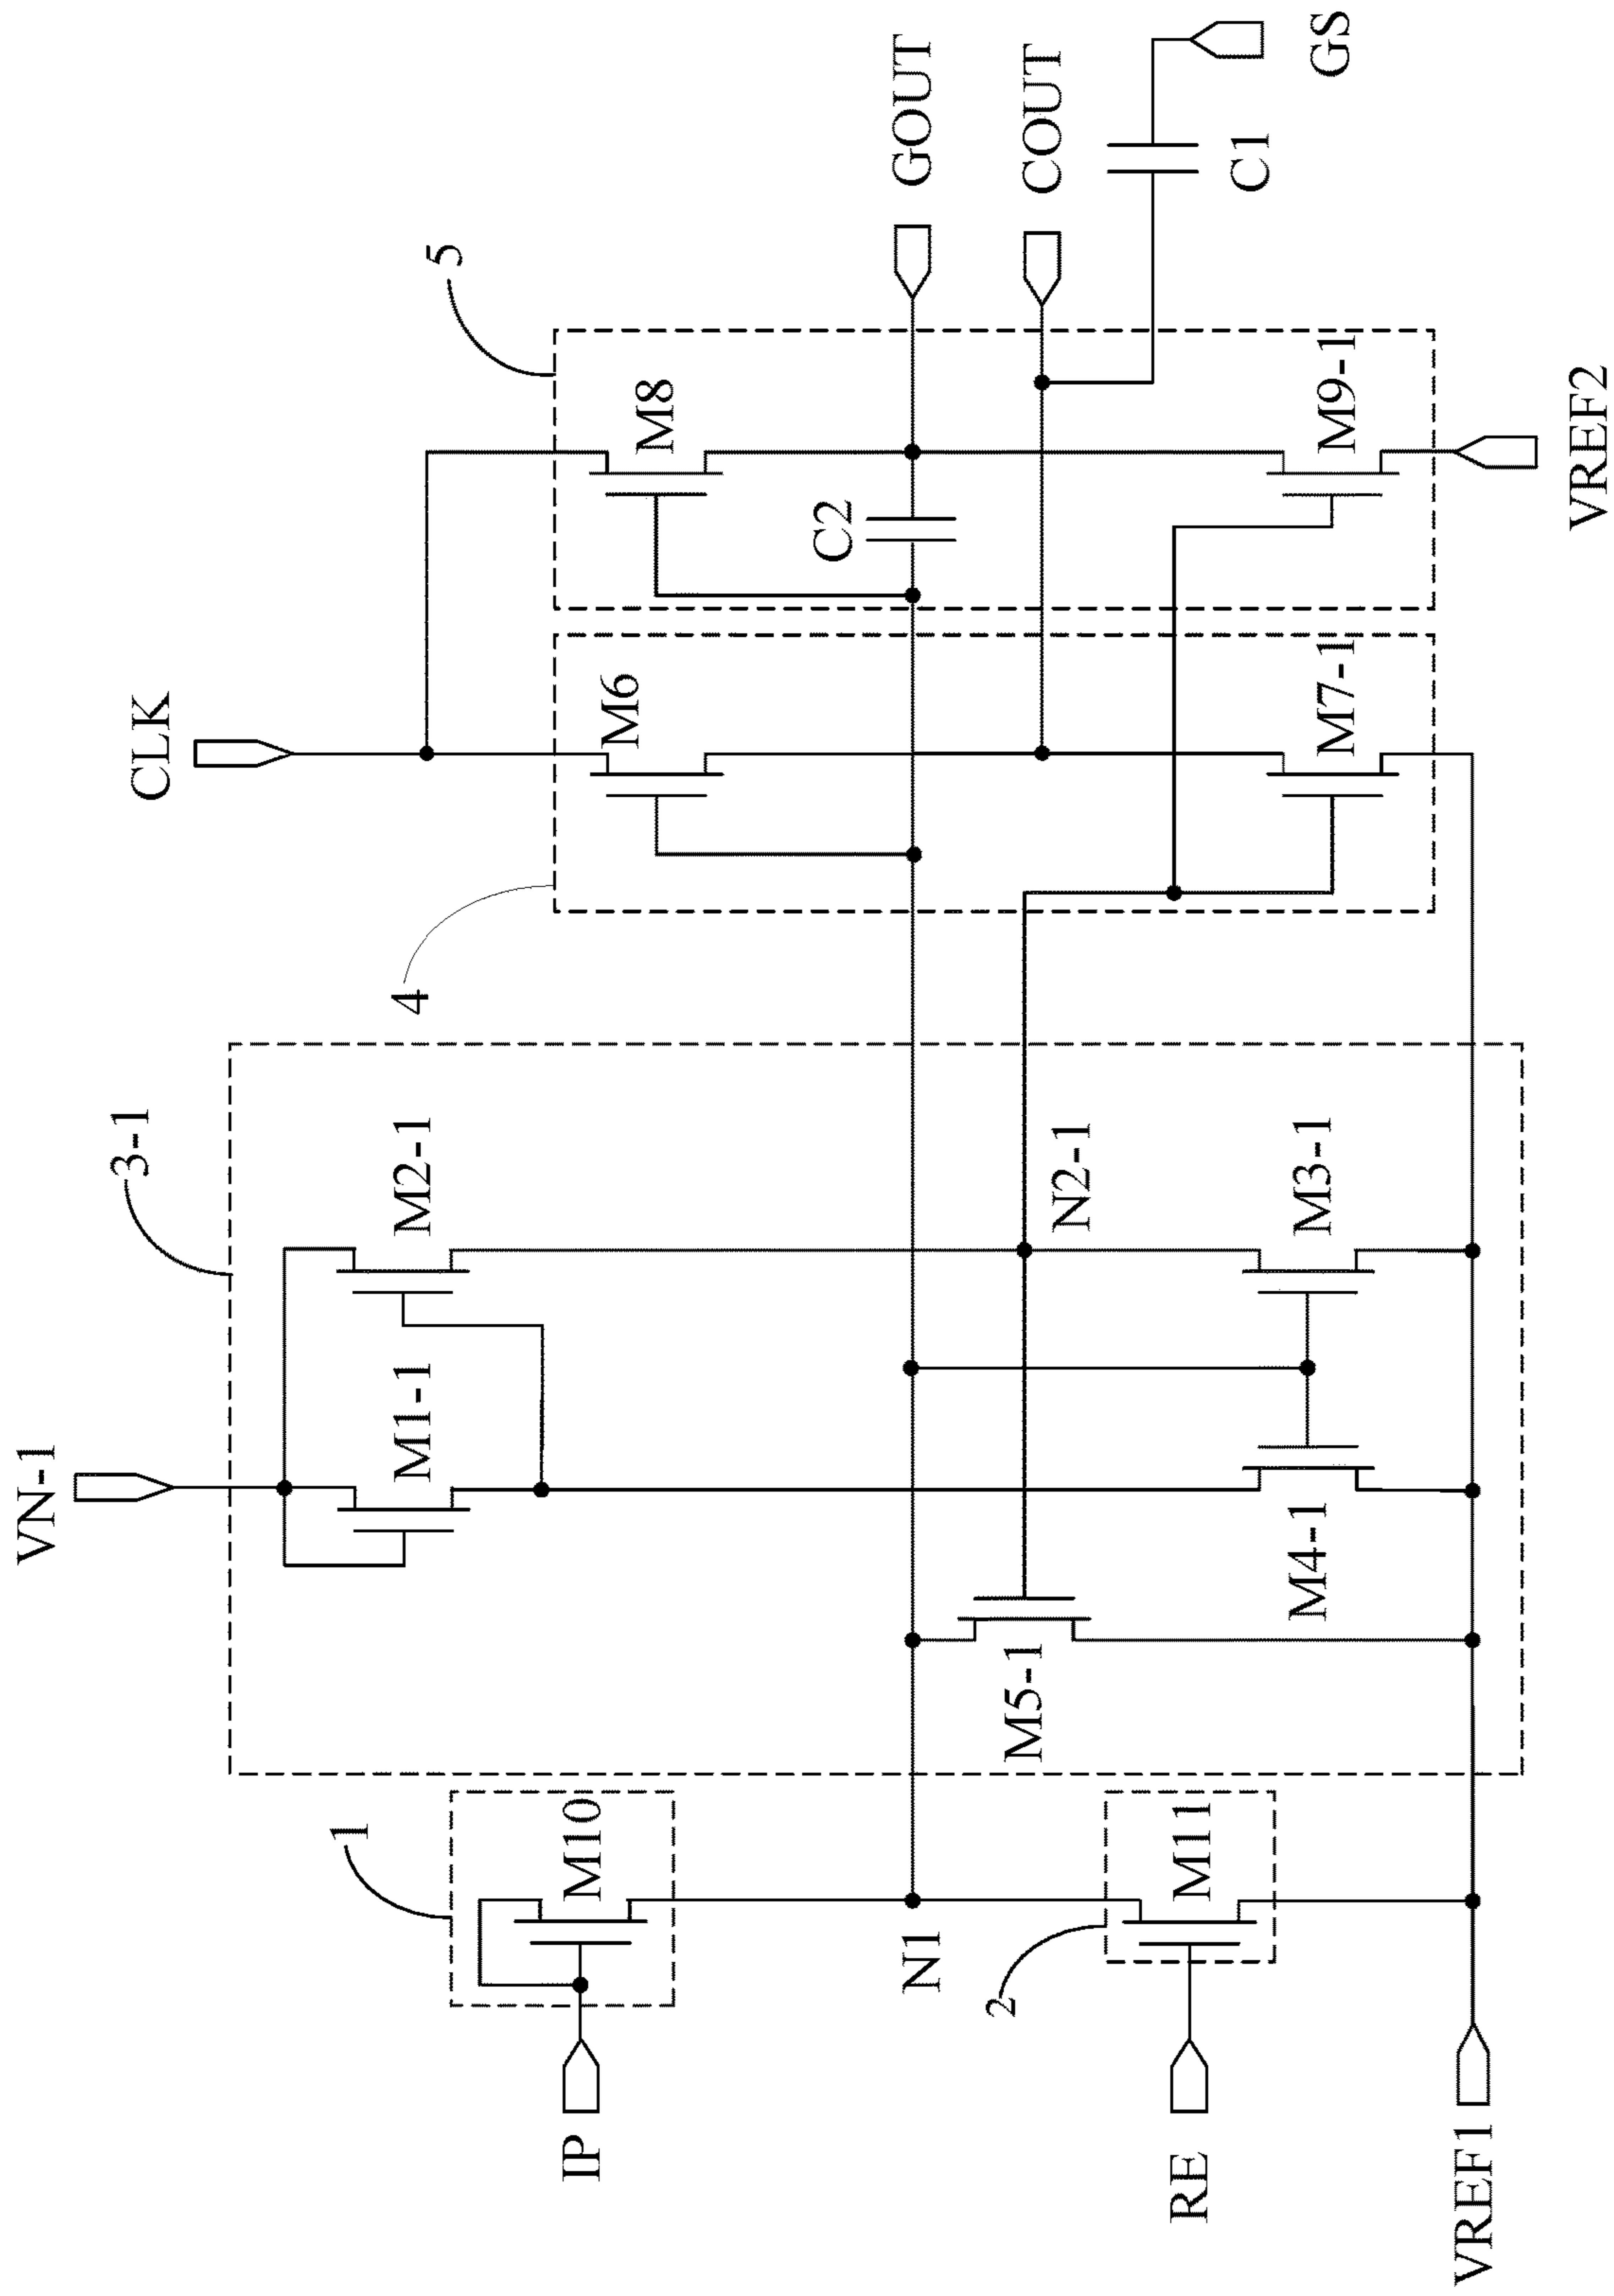 VN-1
3-1
CLK
5
4
1
M1-1
M2-1
M6
M8
M10
IP
C2
GOUT
N1
M5-1
N2-1
COUT
2
M11
RE
M4-1
M3-1
M7-1
M9-1
C1
GS
VREF1
VREF2